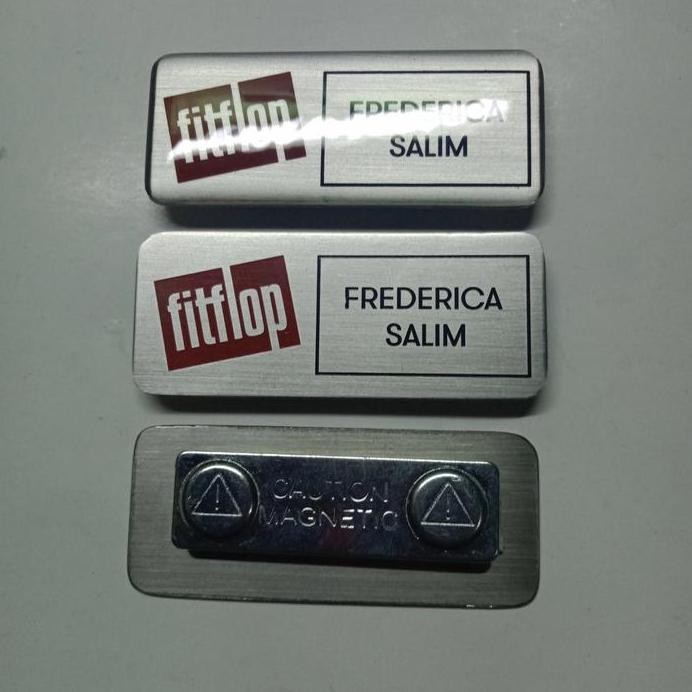 fitflop
FREDERICA
SALIM
fitflop
FREDERICA
SALIM
CAUTION
MAGNETIC